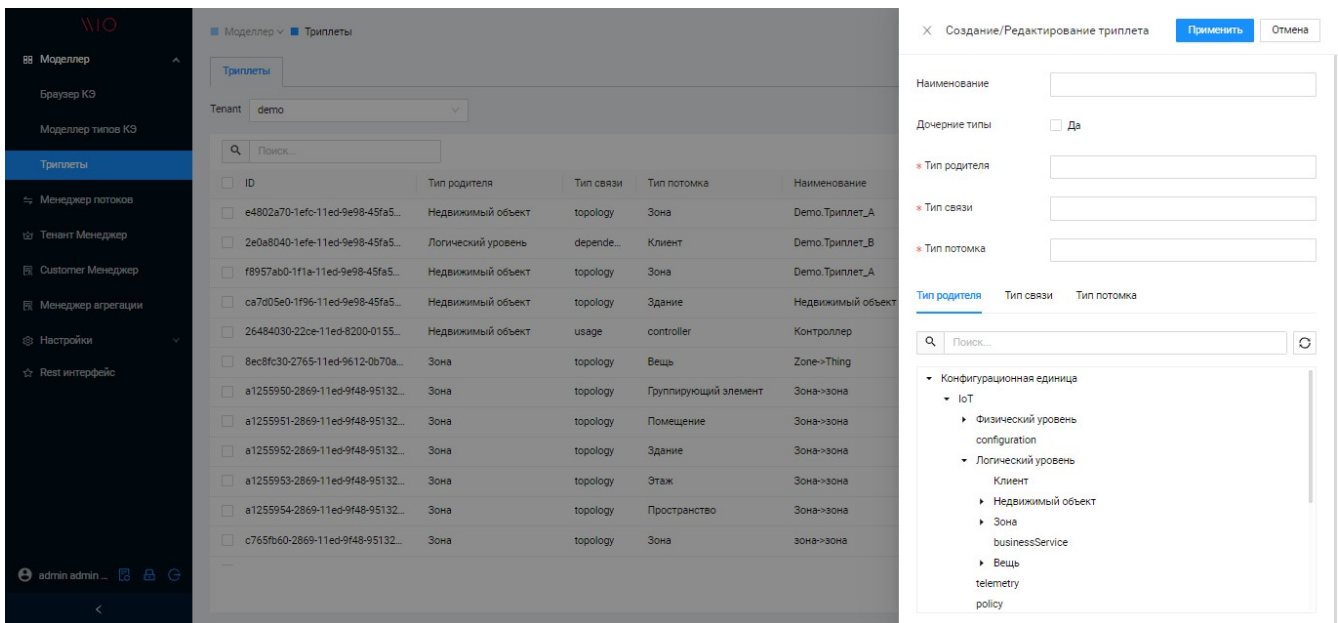 WIO
Моделлер
Браузер КЭ
Моделлер типов КЭ
Триплеты
Менеджер потоков
Тенант Менеджер
Customer Менеджер
Менеджер агрегации
Настройки
Rest интерфейс
admin admin ...
Моделлер Триплеты
Триплеты
Tenant demo
Поиск...
ID Тип родителя Тип связи Тип потомка Наименование
e4802a70-1efc-11ed-9e98-45fa5... Недвижимый объект topology Зона Demo.Триплет_A
2e0a8040-1efe-11ed-9e98-45fa5... Логический уровень depende... Клиент Demo.Триплет_B
f8957ab0-1f1a-11ed-9e98-45fa5... Недвижимый объект topology Зона Demo.Триплет_A
ca7d05e0-1f96-11ed-9e98-45fa5... Недвижимый объект topology Здание Недвижимый объект
26484030-22ce-11ed-8200-0155... Недвижимый объект usage controller Контроллер
8ec8fc30-2765-11ed-9612-0b70a... Зона topology Вещь Zone->Thing
a1255950-2869-11ed-9f48-95132... Зона topology Группирующий элемент Зона->зона
a1255951-2869-11ed-9f48-95132... Зона topology Помещение Зона->зона
a1255952-2869-11ed-9f48-95132... Зона topology Здание Зона->зона
a1255953-2869-11ed-9f48-95132... Зона topology Этаж Зона->зона
a1255954-2869-11ed-9f48-95132... Зона topology Пространство Зона->зона
c765fb60-2869-11ed-9f48-95132... Зона topology Зона зона->зона
Создание/Редактирование триплета Применить Отмена
Наименование
Дочерние типы Да
* Тип родителя
* Тип связи
* Тип потомка
Тип родителя Тип связи Тип потомка
Поиск...
Конфигурационная единица
IoT
Физический уровень
configuration
Логический уровень
Клиент
Недвижимый объект
Зона
businessService
Вещь
telemetry
policy